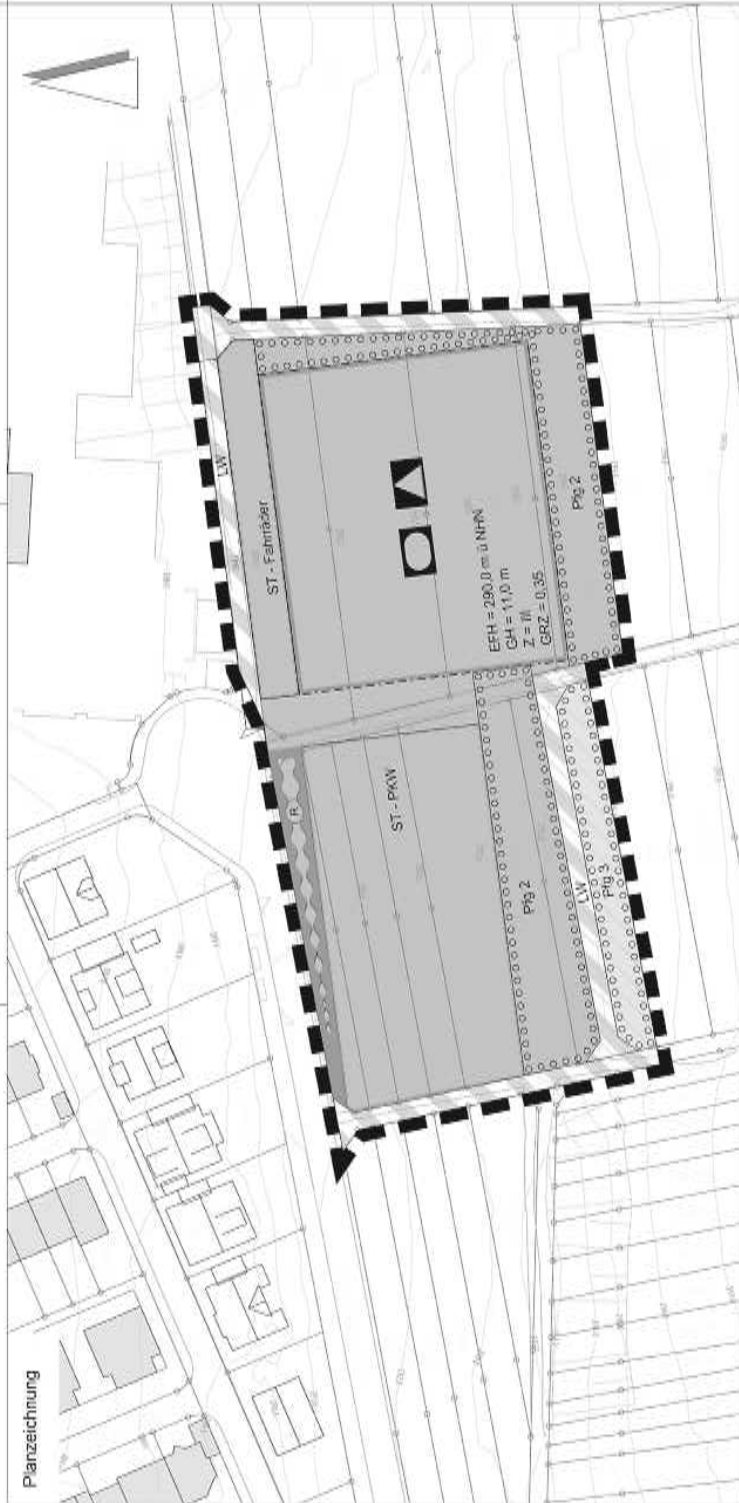 Planzeichnung
LW
ST - Fahrräder
EFH = 290,0 m ü NHN
GH = 11,0 m
Z = III
GRZ = 0,35
Pfg 2
R
ST - PKW
Pfg 2
LW
Pfg 3